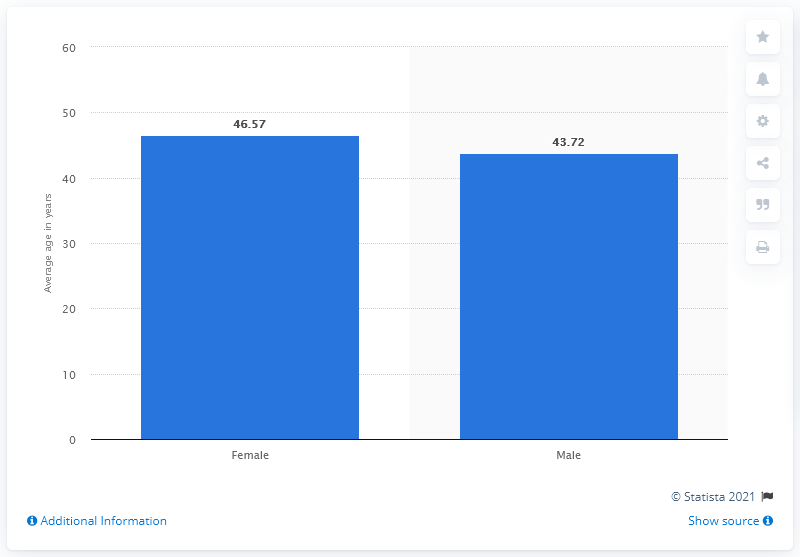 60
50
40
30
20
10
0
Average age in years
46.57
43.72
Female
Male
© Statista 2021
Additional Information
Show source